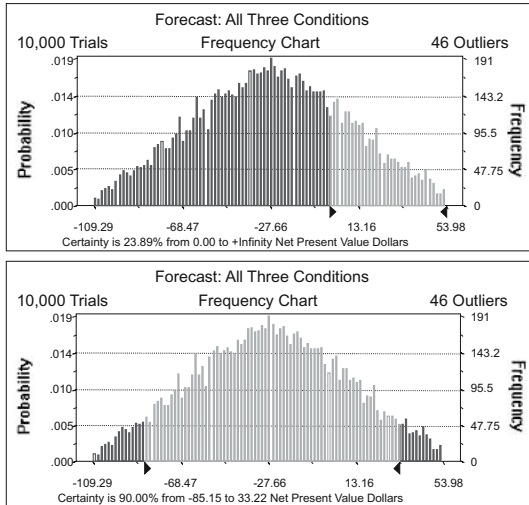 Forecast: All Three Conditions
10,000 Trials Frequency Chart 46 Outliers
.019 191
.014 143.2
.010 95.5
.005 47.75
.000 0
Probability
Frequency
-109.29 -68.47 -27.66 13.16 53.98
Certainty is 23.89% from 0.00 to +Infinity Net Present Value Dollars
Forecast: All Three Conditions
10,000 Trials Frequency Chart 46 Outliers
.019 191
.014 143.2
.010 95.5
.005 47.75
.000 0
Probability
Frequency
-109.29 -68.47 -27.66 13.16 53.98
Certainty is 90.00% from -85.15 to 33.22 Net Present Value Dollars